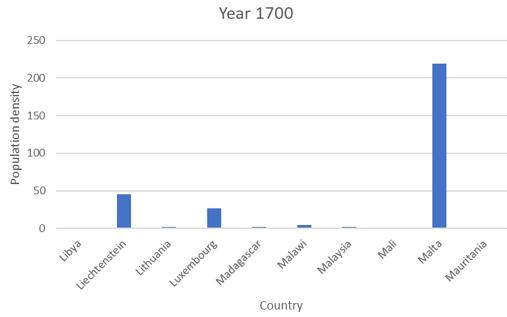 Year 1700
Population density
250
200
150
100
50
0
Libya
Liechtenstein
Lithuania
Luxembourg
Madagascar
Malawi
Malaysia
Mali
Malta
Mauritania
Country